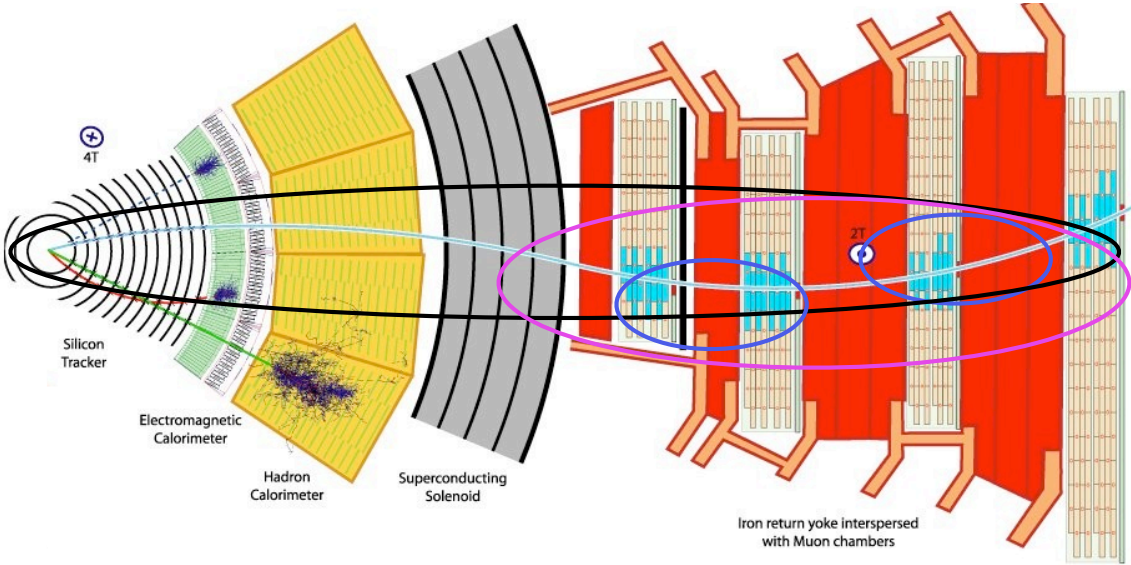 4T
2T
Silicon
Tracker
Electromagnetic
Calorimeter
Hadron
Calorimeter
Superconducting
Solenoid
Iron return yoke interspersed
with Muon chambers